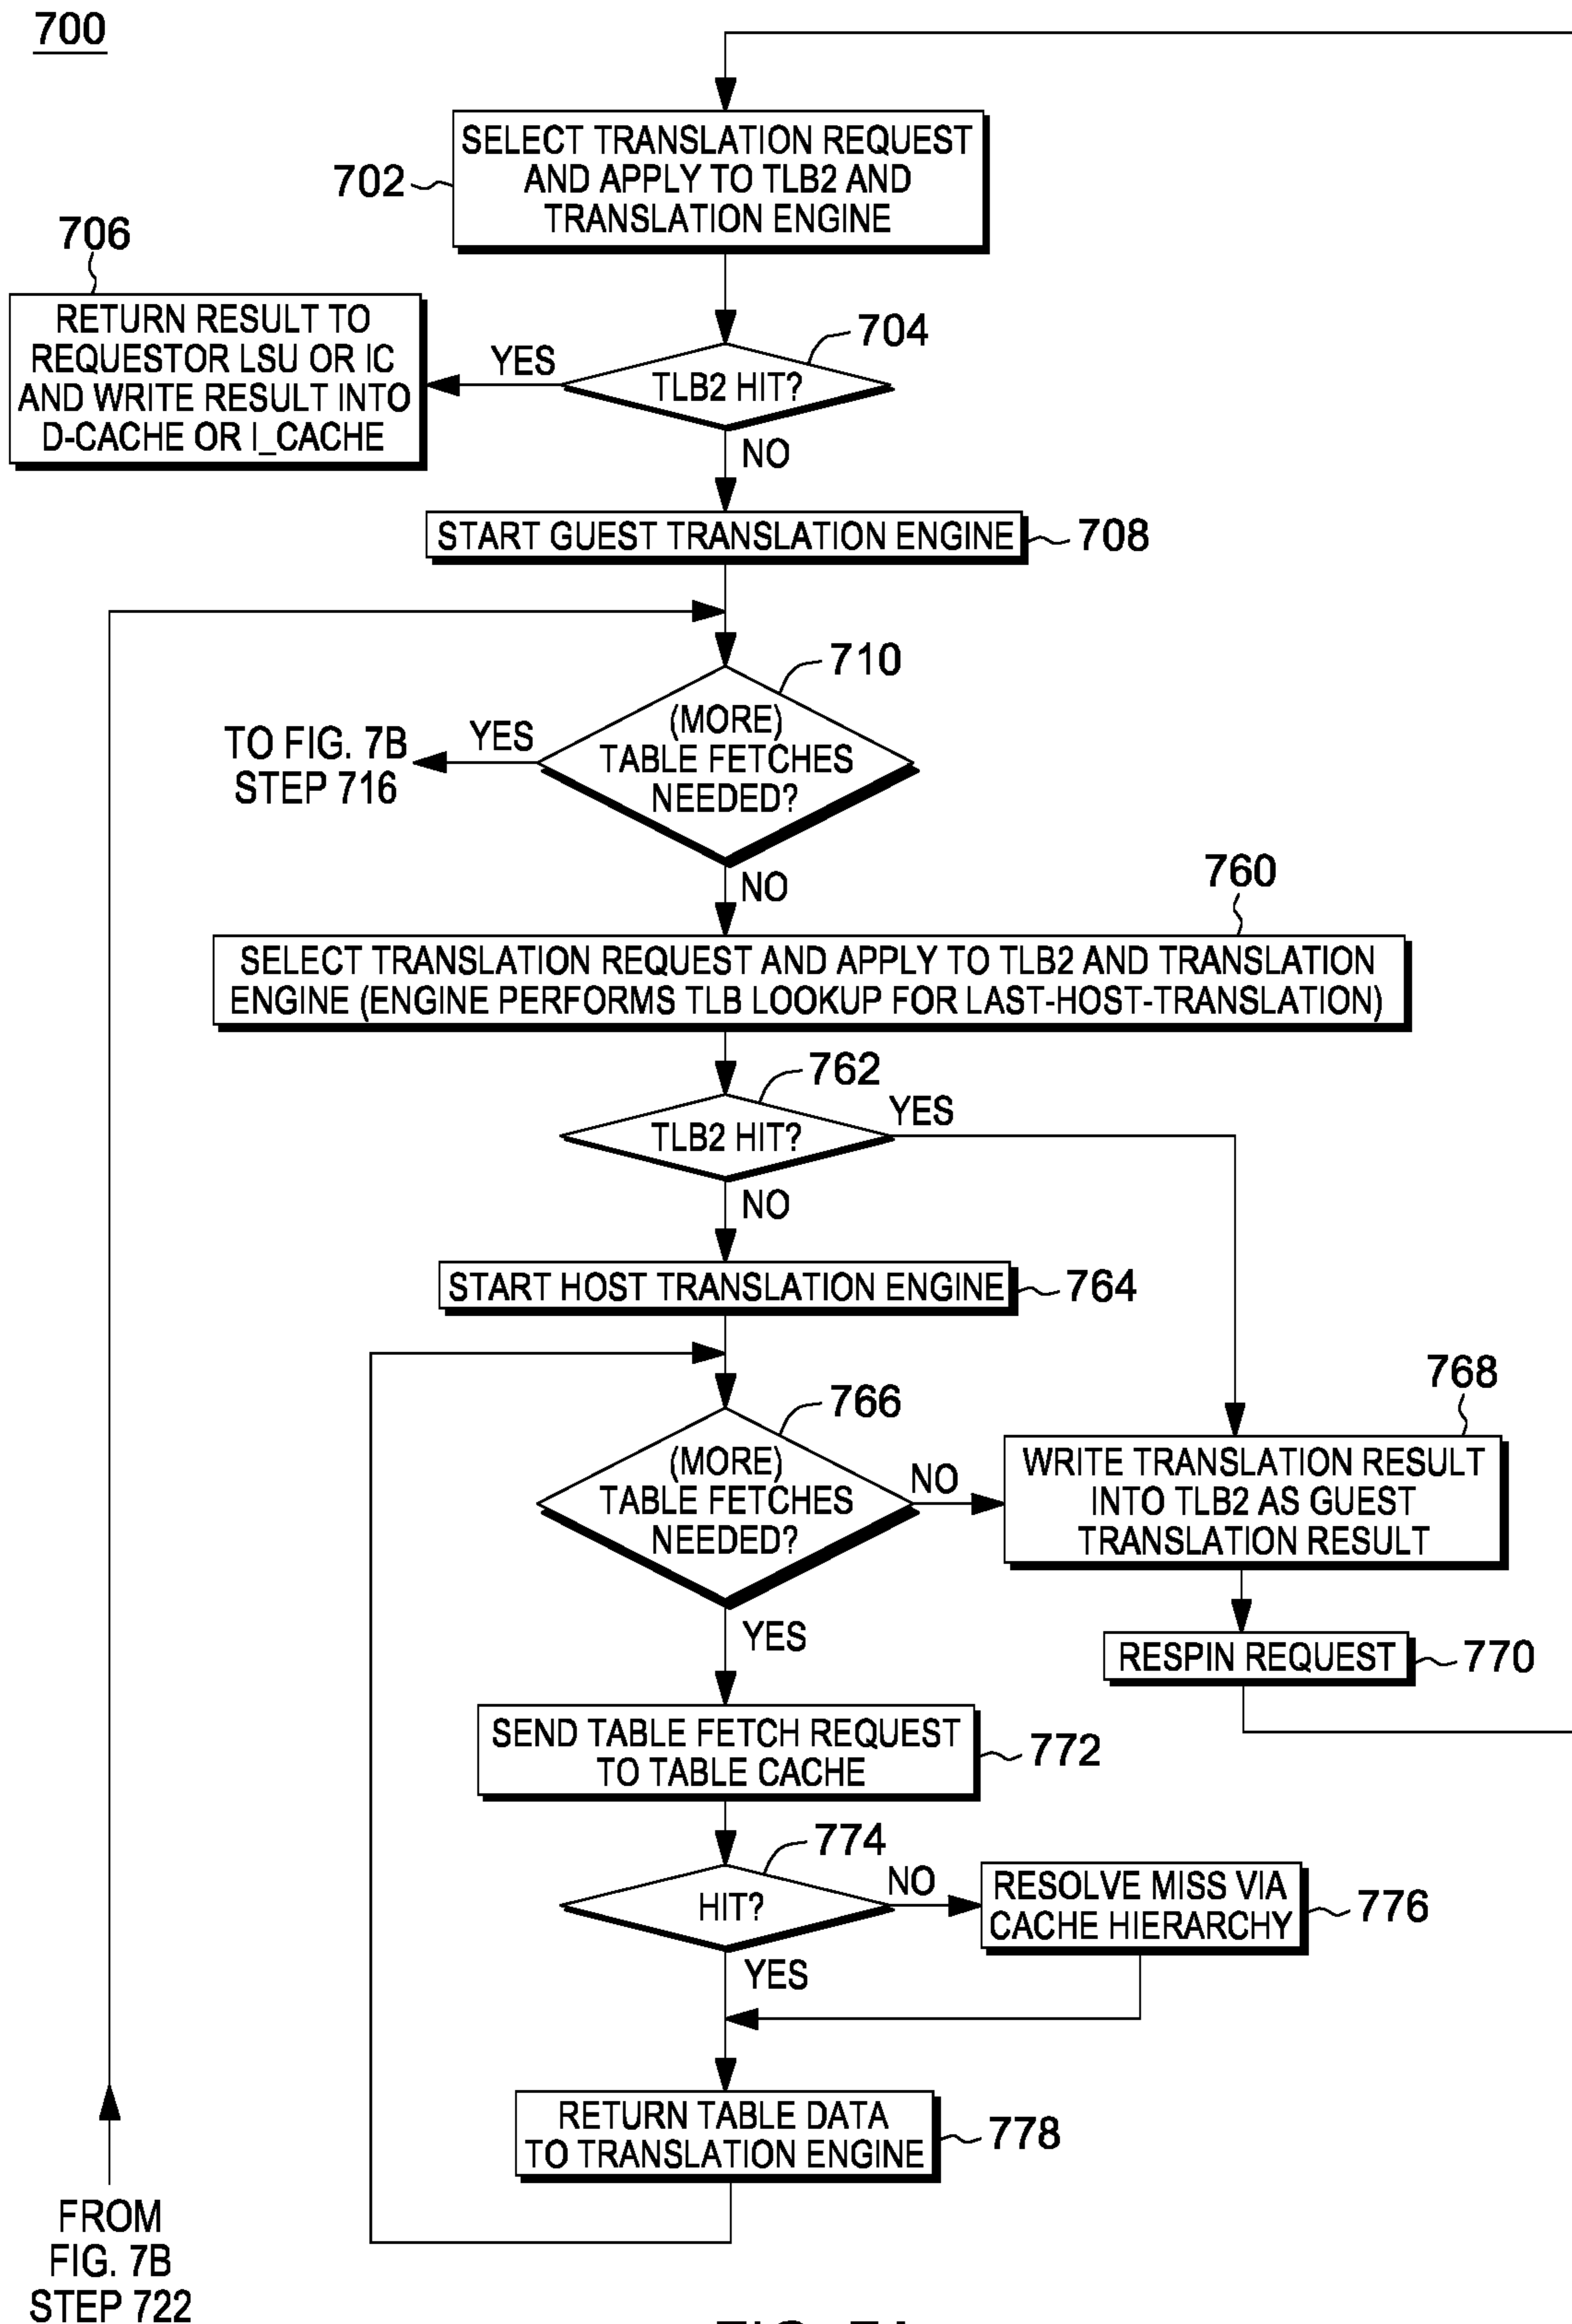 700
SELECT TRANSLATION REQUEST
AND APPLY TO TLB2 AND
TRANSLATION ENGINE
702
706
RETURN RESULT TO
REQUESTOR LSU OR IC
AND WRITE RESULT INTO
D-CACHE OR I_CACHE
YES
704
TLB2 HIT?
NO
START GUEST TRANSLATION ENGINE
708
710
(MORE)
TABLE FETCHES
NEEDED?
YES
TO FIG. 7B
STEP 716
NO
760
SELECT TRANSLATION REQUEST AND APPLY TO TLB2 AND TRANSLATION
ENGINE (ENGINE PERFORMS TLB LOOKUP FOR LAST-HOST-TRANSLATION)
762
TLB2 HIT?
YES
NO
START HOST TRANSLATION ENGINE
764
766
(MORE)
TABLE FETCHES
NEEDED?
NO
768
WRITE TRANSLATION RESULT
INTO TLB2 AS GUEST
TRANSLATION RESULT
YES
RESPIN REQUEST
770
SEND TABLE FETCH REQUEST
TO TABLE CACHE
772
774
HIT?
NO
RESOLVE MISS VIA
CACHE HIERARCHY
776
YES
RETURN TABLE DATA
TO TRANSLATION ENGINE
778
FROM
FIG. 7B
STEP 722